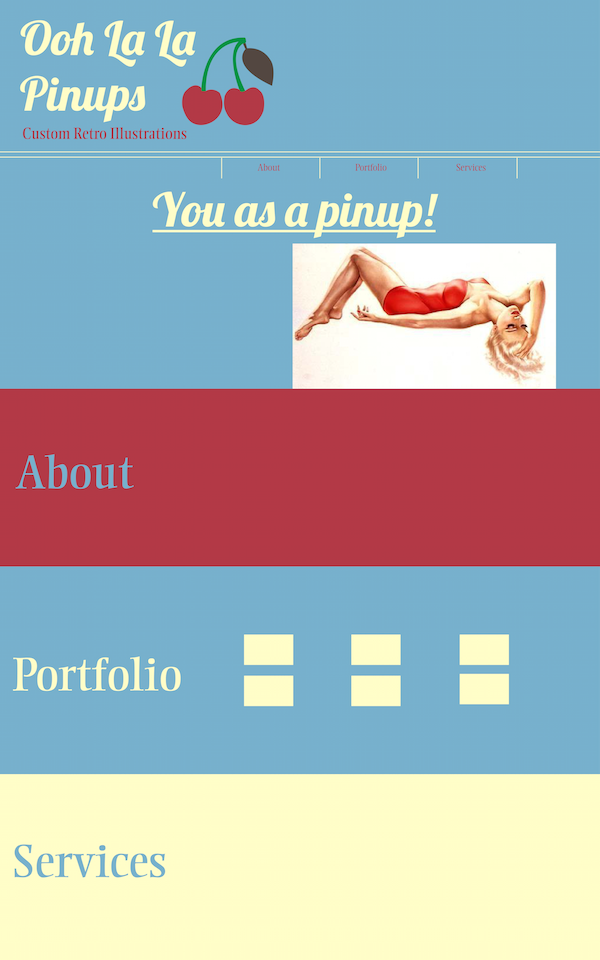 Ooh La La
Pinups
Custom Retro Illustrations
About
Portfolio
Services
You as a pinup!
About
Portfolio
Services